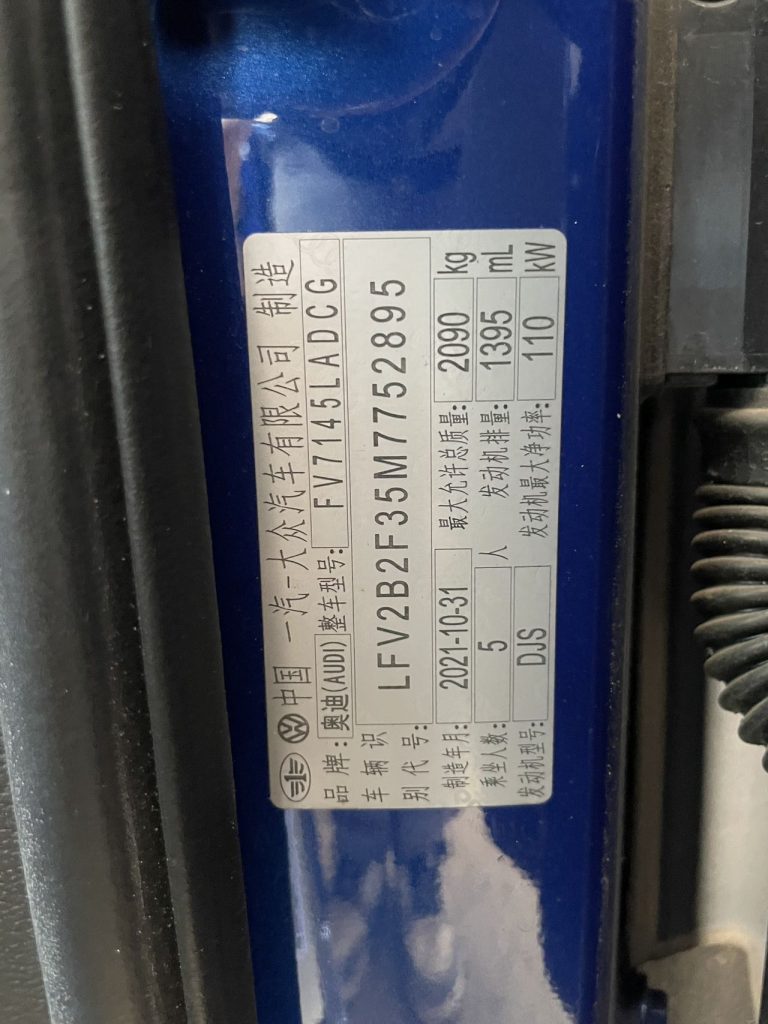 中国 一汽-大众汽车有限公司 制造
品牌: 奥迪(AUDI) 整车型号: FV7145LADCG
车辆识别代号: LFV2B2F35M7752895
制造年月: 2021-10-31 最大允许总质量: 2090 kg
乘坐人数: 5 人 发动机排量: 1395 mL
发动机型号: DJS 发动机最大净功率: 110 kW